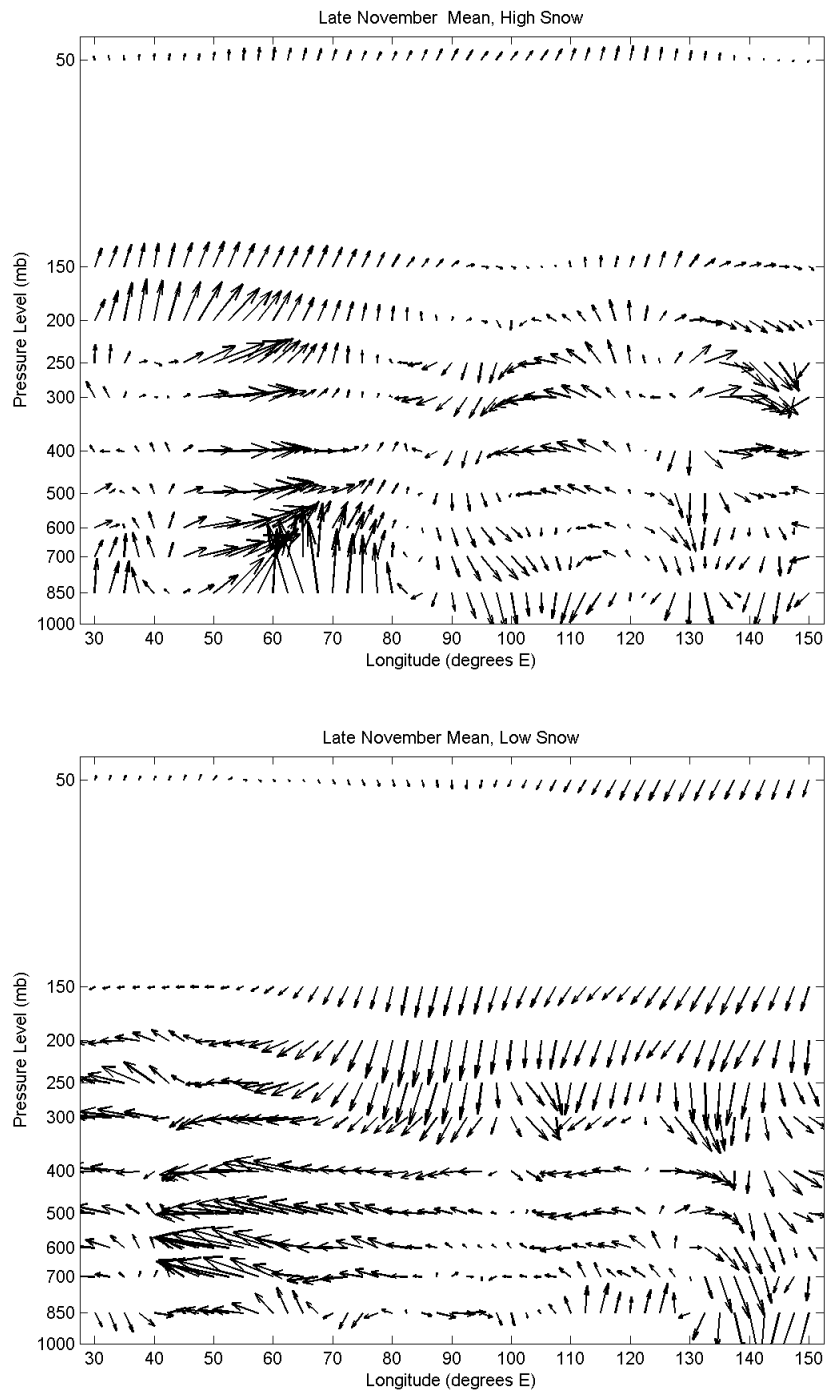 Late November  Mean, High Snow
Pressure Level (mb)
50
150
200
250
300
400
500
600
700
850
1000
30 40 50 60 70 80 90 100 110 120 130 140 150
Longitude (degrees E)
Late November Mean, Low Snow
Pressure Level (mb)
50
150
200
250
300
400
500
600
700
850
1000
30 40 50 60 70 80 90 100 110 120 130 140 150
Longitude (degrees E)